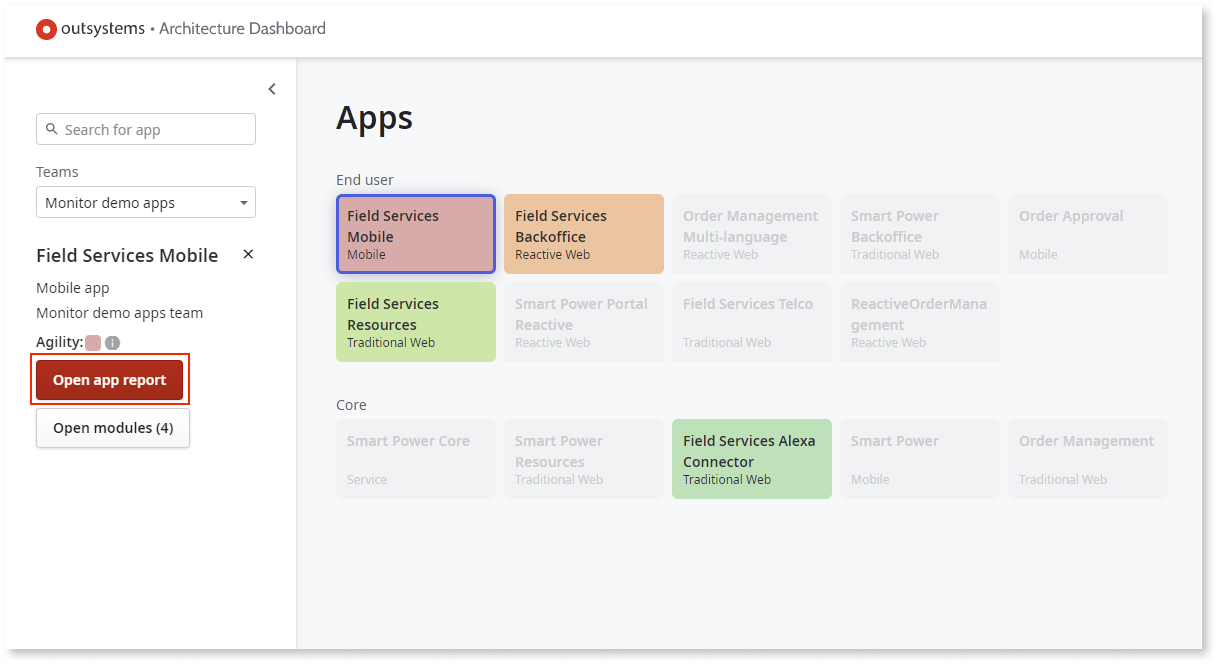 outsystems • Architecture Dashboard
Search for app
Teams
Monitor demo apps
Field Services Mobile
Mobile app
Monitor demo apps team
Agility:
Open app report
Open modules (4)
Apps
End user
Field Services
Mobile
Mobile
Field Services
Backoffice
Reactive Web
Order Management
Multi-language
Reactive Web
Smart Power
Backoffice
Traditional Web
Order Approval
Mobile
Field Services
Resources
Traditional Web
Smart Power Portal
Reactive
Reactive Web
Field Services Telco
Traditional Web
ReactiveOrderMana
gement
Reactive Web
Core
Smart Power Core
Service
Smart Power
Resources
Traditional Web
Field Services Alexa
Connector
Traditional Web
Smart Power
Mobile
Order Management
Traditional Web